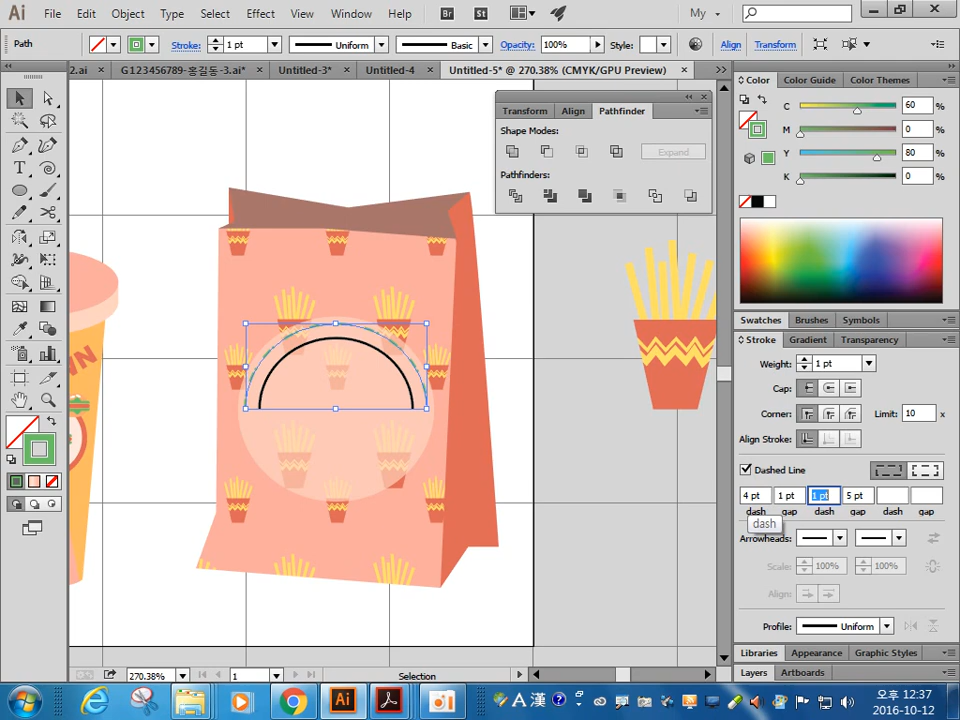 Ai File Edit Object Type Select Effect View Window Help Br St My
Path Stroke: 1 pt Uniform Basic Opacity: 100% Style: Align Transform
2.ai × G123456789-홍길동-3.ai* × Untitled-3* × Untitled-4 × Untitled-5* @ 270.38% (CMYK/GPU Preview) ×
Transform Align Pathfinder
Shape Modes:
Expand
Pathfinders:
Color Color Guide Color Themes
C 60 %
M 0 %
Y 80 %
K 0 %
Swatches Brushes Symbols
Stroke Gradient Transparency
Weight: 1 pt
Cap:
Corner: Limit: 10 x
Align Stroke:
Dashed Line
4 pt 1 pt 1 pt 5 pt
dash gap dash gap dash gap
dash
Arrowheads:
Scale: 100% 100%
Align:
Profile: Uniform
Libraries Appearance Graphic Styles
Layers Artboards
WN
270.38% 1 Selection
Ai A 漢 오후 12:37
2016-10-12